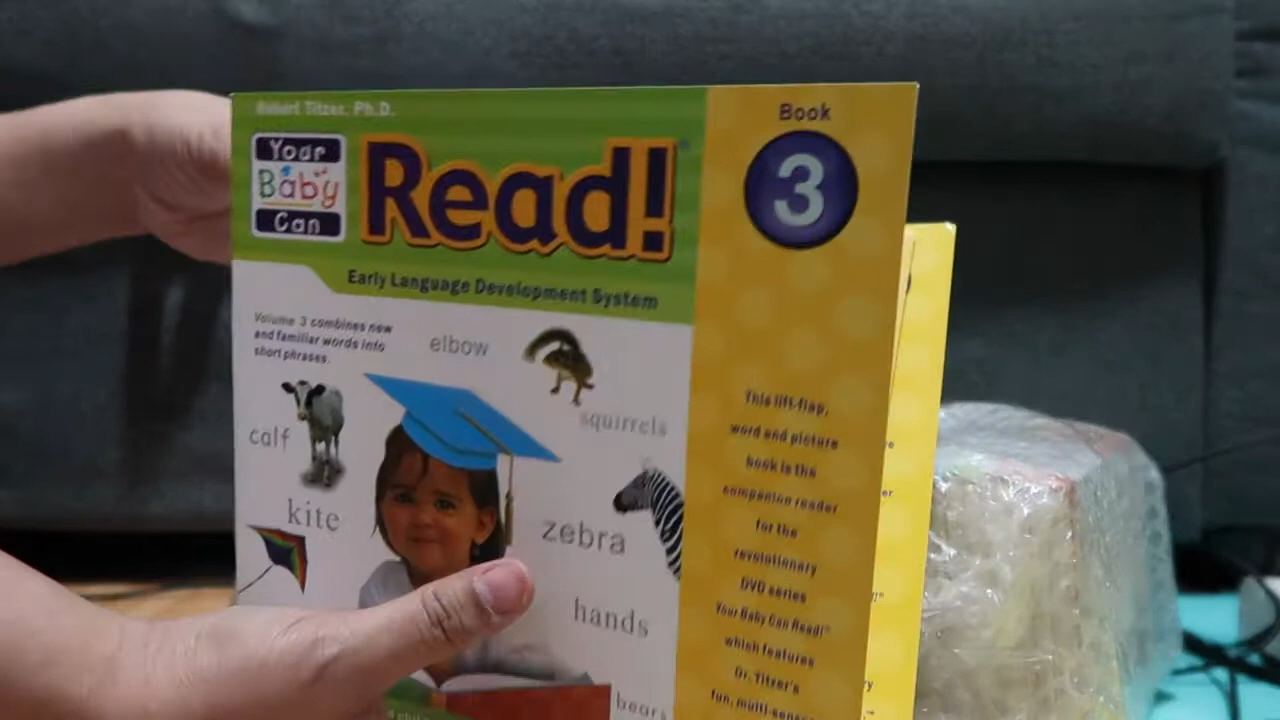 Robert Titzer, Ph.D.
Your
Baby
Can
Read!
Early Language Development System
Book
3
Volume 3 combines new
and familiar words into
short phrases.
elbow
squirrels
calf
kite
zebra
hands
bears
This lift-flap,
word and picture
book is the
companion reader
for the
revolutionary
DVD series
Your Baby Can Read!™
which features
Dr. Titzer's
fun,